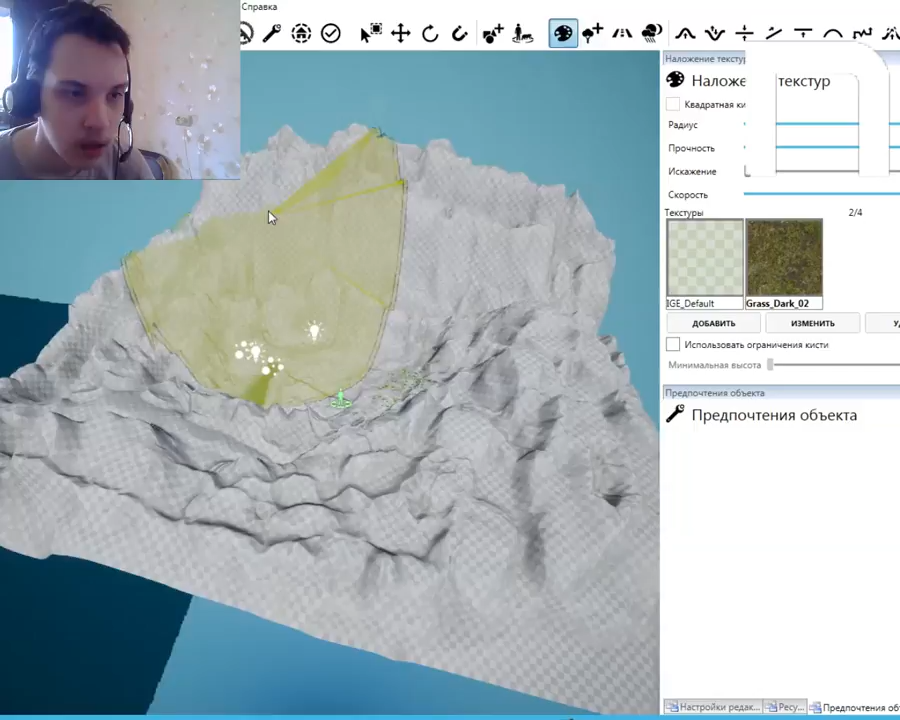 Справка
Наложение текстур
Наложе текстур
Квадратная ки
Радиус
Прочность
Искажение
Скорость
Текстуры 2/4
IGE_Default Grass_Dark_02
ДОБАВИТЬ ИЗМЕНИТЬ У
Использовать ограничения кисти
Минимальная высота
Предпочтения объекта
Предпочтения объекта
Настройки редак... Ресу... Предпочтения об